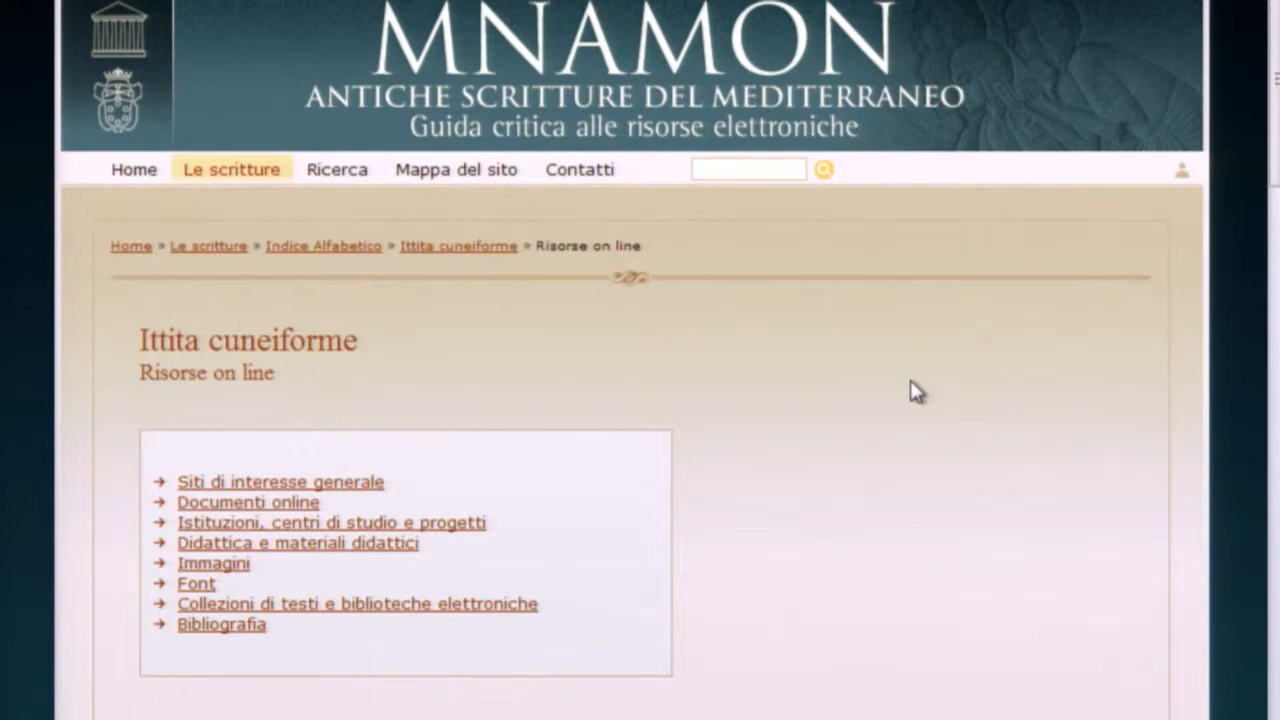 MNAMON
ANTICHE SCRITTURE DEL MEDITERRANEO
Guida critica alle risorse elettroniche
Home Le scritture Ricerca Mappa del sito Contatti
Home » Le scritture » Indice Alfabetico » Ittita cuneiforme » Risorse on line
Ittita cuneiforme
Risorse on line
Siti di interesse generale
Documenti online
Istituzioni, centri di studio e progetti
Didattica e materiali didattici
Immagini
Font
Collezioni di testi e biblioteche elettroniche
Bibliografia